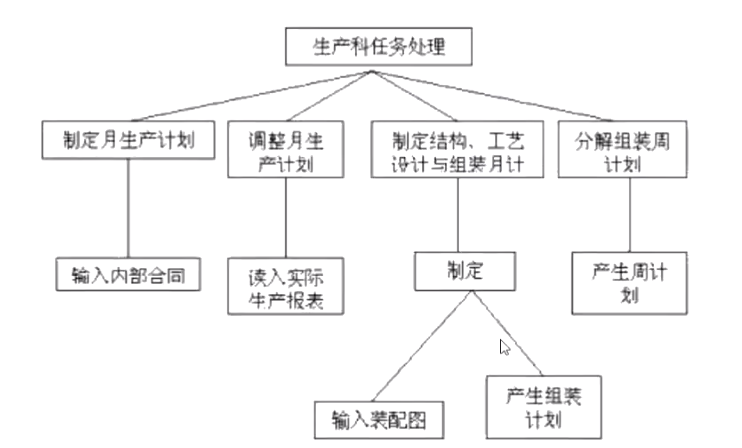 生产科任务处理
制定月生产计划
调整月生
产计划
制定结构、工艺
设计与组装月计
分解组装周
计划
输入内部合同
读入实际
生产报表
制定
产生周计
划
输入装配图
产生组装
计划